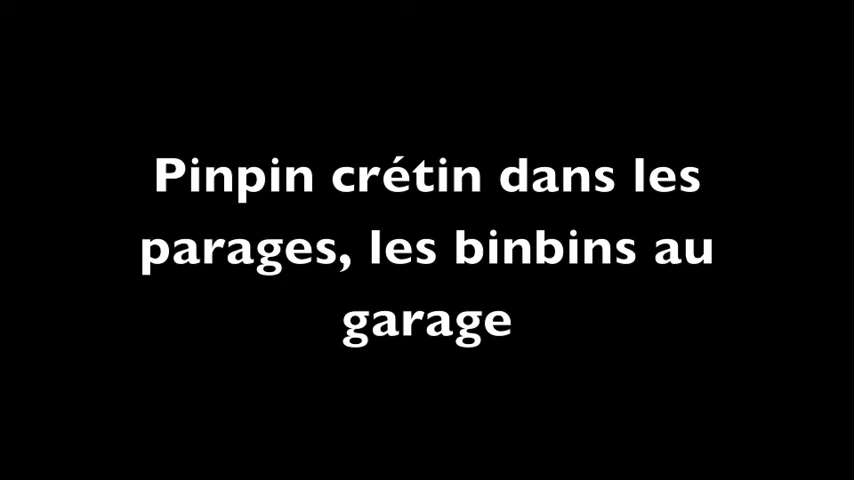 Pinpin crétin dans les
parages, les binbins au
garage